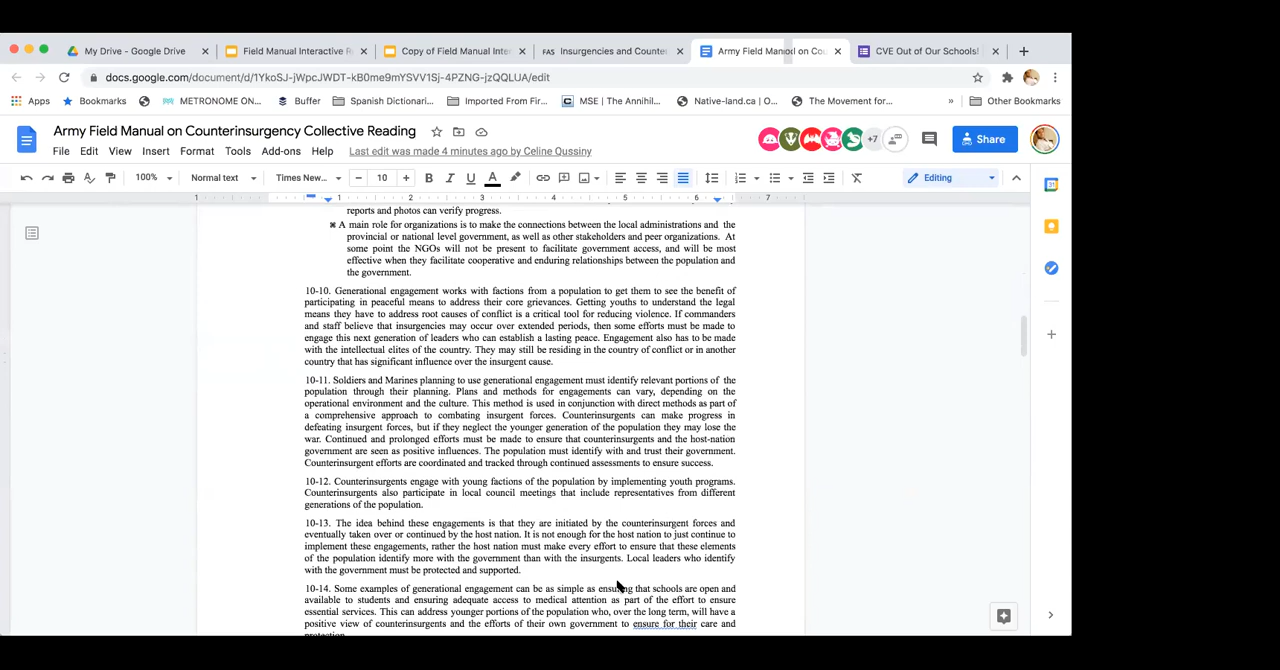 My Drive - Google Drive
Field Manual Interactive R
Copy of Field Manual Inte
FAS Insurgencies and Counte
Army Field Manual on Cou
CVE Out of Our Schools!
docs.google.com/document/d/1YkoSJ-jWpcJWDT-kB0me9mYSVV1Sj-4PZNG-jzQQLUA/edit
Apps
Bookmarks
METRONOME ON...
Buffer
Spanish Dictionari...
Imported From Fir...
MSE | The Annihil...
Native-land.ca | O...
The Movement for...
»
Other Bookmarks
Army Field Manual on Counterinsurgency Collective Reading
+7
Share
File Edit View Insert Format Tools Help
Last edit was made 4 minutes ago by Celine Qussiny
100% Normal text Times New... 10 B I U A Editing
1 1 2 3 4 5 6 7
reports and photos can verify progress.
A main role for organizations is to make the connections between the local administrations and the
provincial or national level government, as well as other stakeholders and peer organizations. At
some point the NGOs will not be present to facilitate government access, and will be most
effective when they facilitate cooperative and enduring relationships between the population and
the government.
10-10. Generational engagement works with factions from a population to get them to see the benefit of
participating in peaceful means to address their core grievances. Getting youths to understand the legal
means they have to address root causes of conflict is a critical tool for reducing violence. If commanders
and staff believe that insurgencies may occur over extended periods, then some efforts must be made to
engage this next generation of leaders who can establish a lasting peace. Engagement also has to be made
with the intellectual elites of the country. They may still be residing in the country of conflict or in another
country that has significant influence over the insurgent cause.
10-11. Soldiers and Marines planning to use generational engagement must identify relevant portions of the
population through their planning. Plans and methods for engagements can vary, depending on the
operational environment and the culture. This method is used in conjunction with direct methods as part of
a comprehensive approach to combating insurgent forces. Counterinsurgents can make progress in
defeating insurgent forces, but if they neglect the younger generation of the population they may lose the
war. Continued and prolonged efforts must be made to ensure that counterinsurgents and the host-nation
government are seen as positive influences. The population must identify with and trust their government.
Counterinsurgent efforts are coordinated and tracked through continued assessments to ensure success.
10-12. Counterinsurgents engage with young factions of the population by implementing youth programs.
Counterinsurgents also participate in local council meetings that include representatives from different
generations of the population.
10-13. The idea behind these engagements is that they are initiated by the counterinsurgent forces and
eventually taken over or continued by the host nation. It is not enough for the host nation to just continue to
implement these engagements, rather the host nation must make every effort to ensure that these elements
of the population identify more with the government than with the insurgents. Local leaders who identify
with the government must be protected and supported.
10-14. Some examples of generational engagement can be as simple as ensuring that schools are open and
available to students and ensuring adequate access to medical attention as part of the effort to ensure
essential services. This can address younger portions of the population who, over the long term, will have a
positive view of counterinsurgents and the efforts of their own government to ensure for their care and
protection.